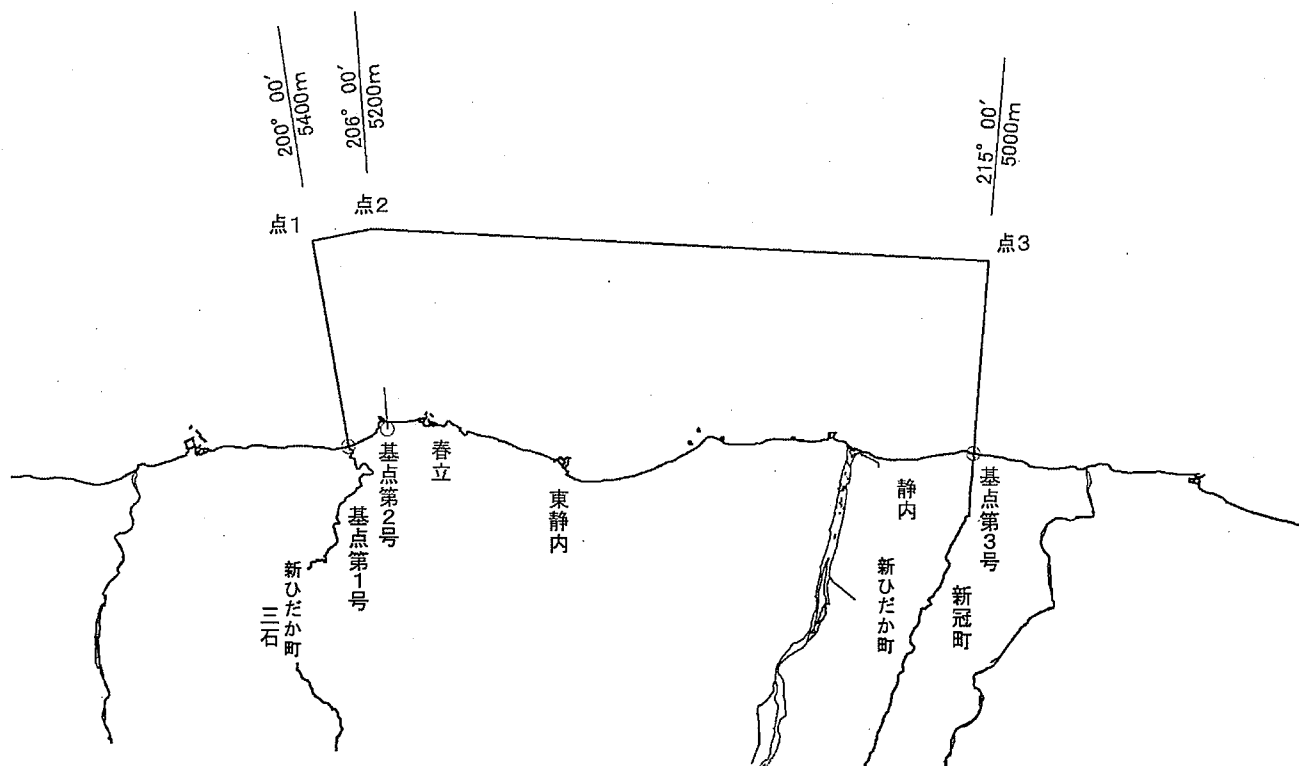 200° 00′
5400m
206° 00′
5200m
215° 00′
5000m
点1
点2
点3
基点第1号
基点第2号
春立
東静内
静内
基点第3号
新ひだか町
三石
新ひだか町
新冠町